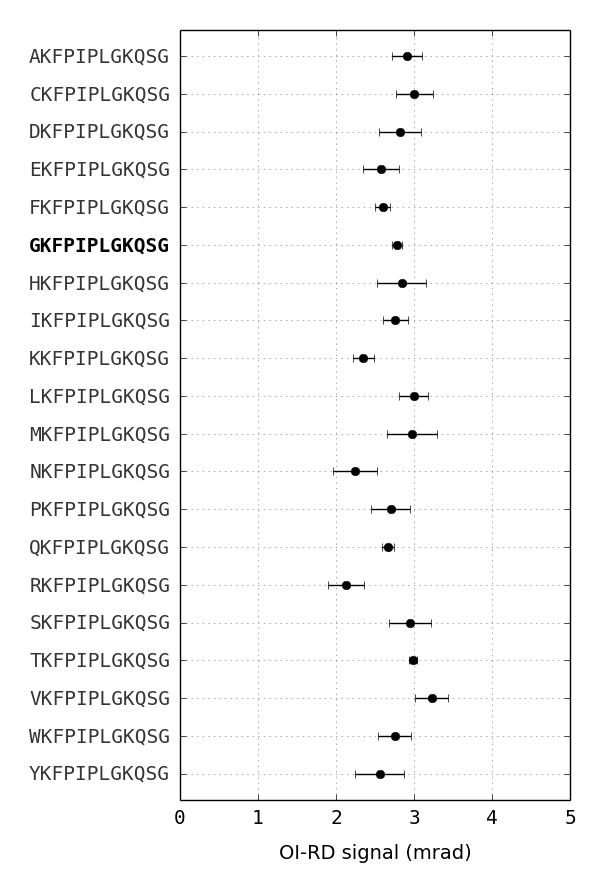 AKFPIPLGKQSG
CKFPIPLGKQSG
DKFPIPLGKQSG
EKFPIPLGKQSG
FKFPIPLGKQSG
GKFPIPLGKQSG
HKFPIPLGKQSG
IKFPIPLGKQSG
KKFPIPLGKQSG
LKFPIPLGKQSG
MKFPIPLGKQSG
NKFPIPLGKQSG
PKFPIPLGKQSG
QKFPIPLGKQSG
RKFPIPLGKQSG
SKFPIPLGKQSG
TKFPIPLGKQSG
VKFPIPLGKQSG
WKFPIPLGKQSG
YKFPIPLGKQSG
0 1 2 3 4 5
OI-RD signal (mrad)